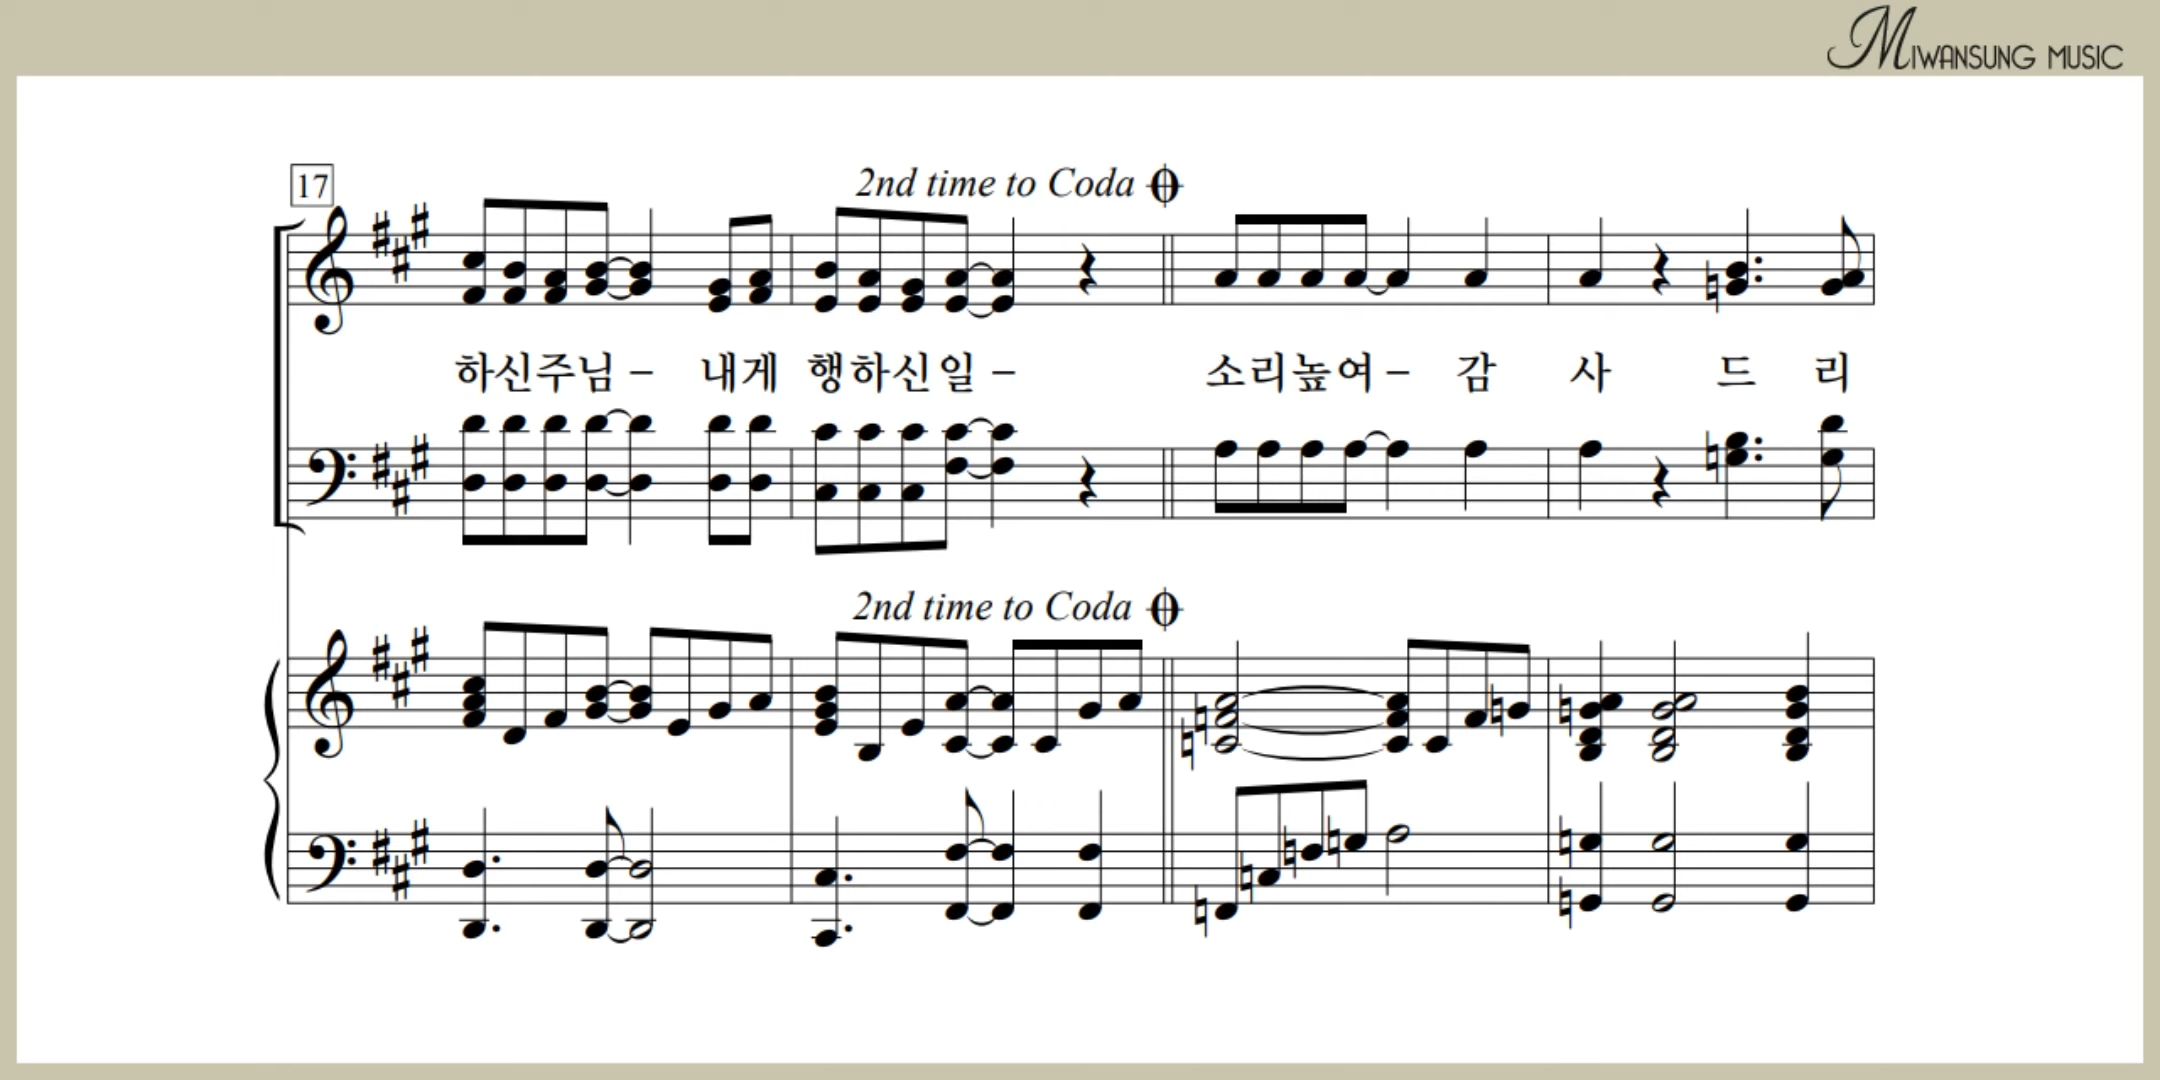 MIWANSUNG MUSIC
17
2nd time to Coda
하신주님 – 내게 행하신일 – 소리높여 – 감 사 드 리
2nd time to Coda